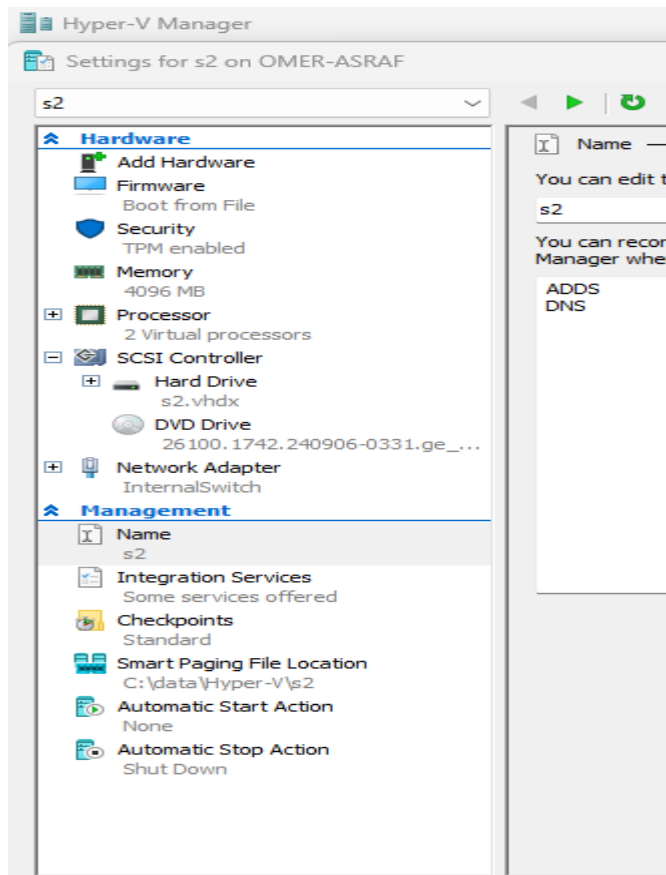 Hyper-V Manager
Settings for s2 on OMER-ASRAF
s2
Hardware
Add Hardware
Firmware
Boot from File
Security
TPM enabled
Memory
4096 MB
Processor
2 Virtual processors
SCSI Controller
Hard Drive
s2.vhdx
DVD Drive
26100.1742.240906-0331.ge_...
Network Adapter
InternalSwitch
Management
Name
s2
Integration Services
Some services offered
Checkpoints
Standard
Smart Paging File Location
C:\data\Hyper-V\s2
Automatic Start Action
None
Automatic Stop Action
Shut Down
Name
You can edit t
s2
You can recor
Manager whe
ADDS
DNS